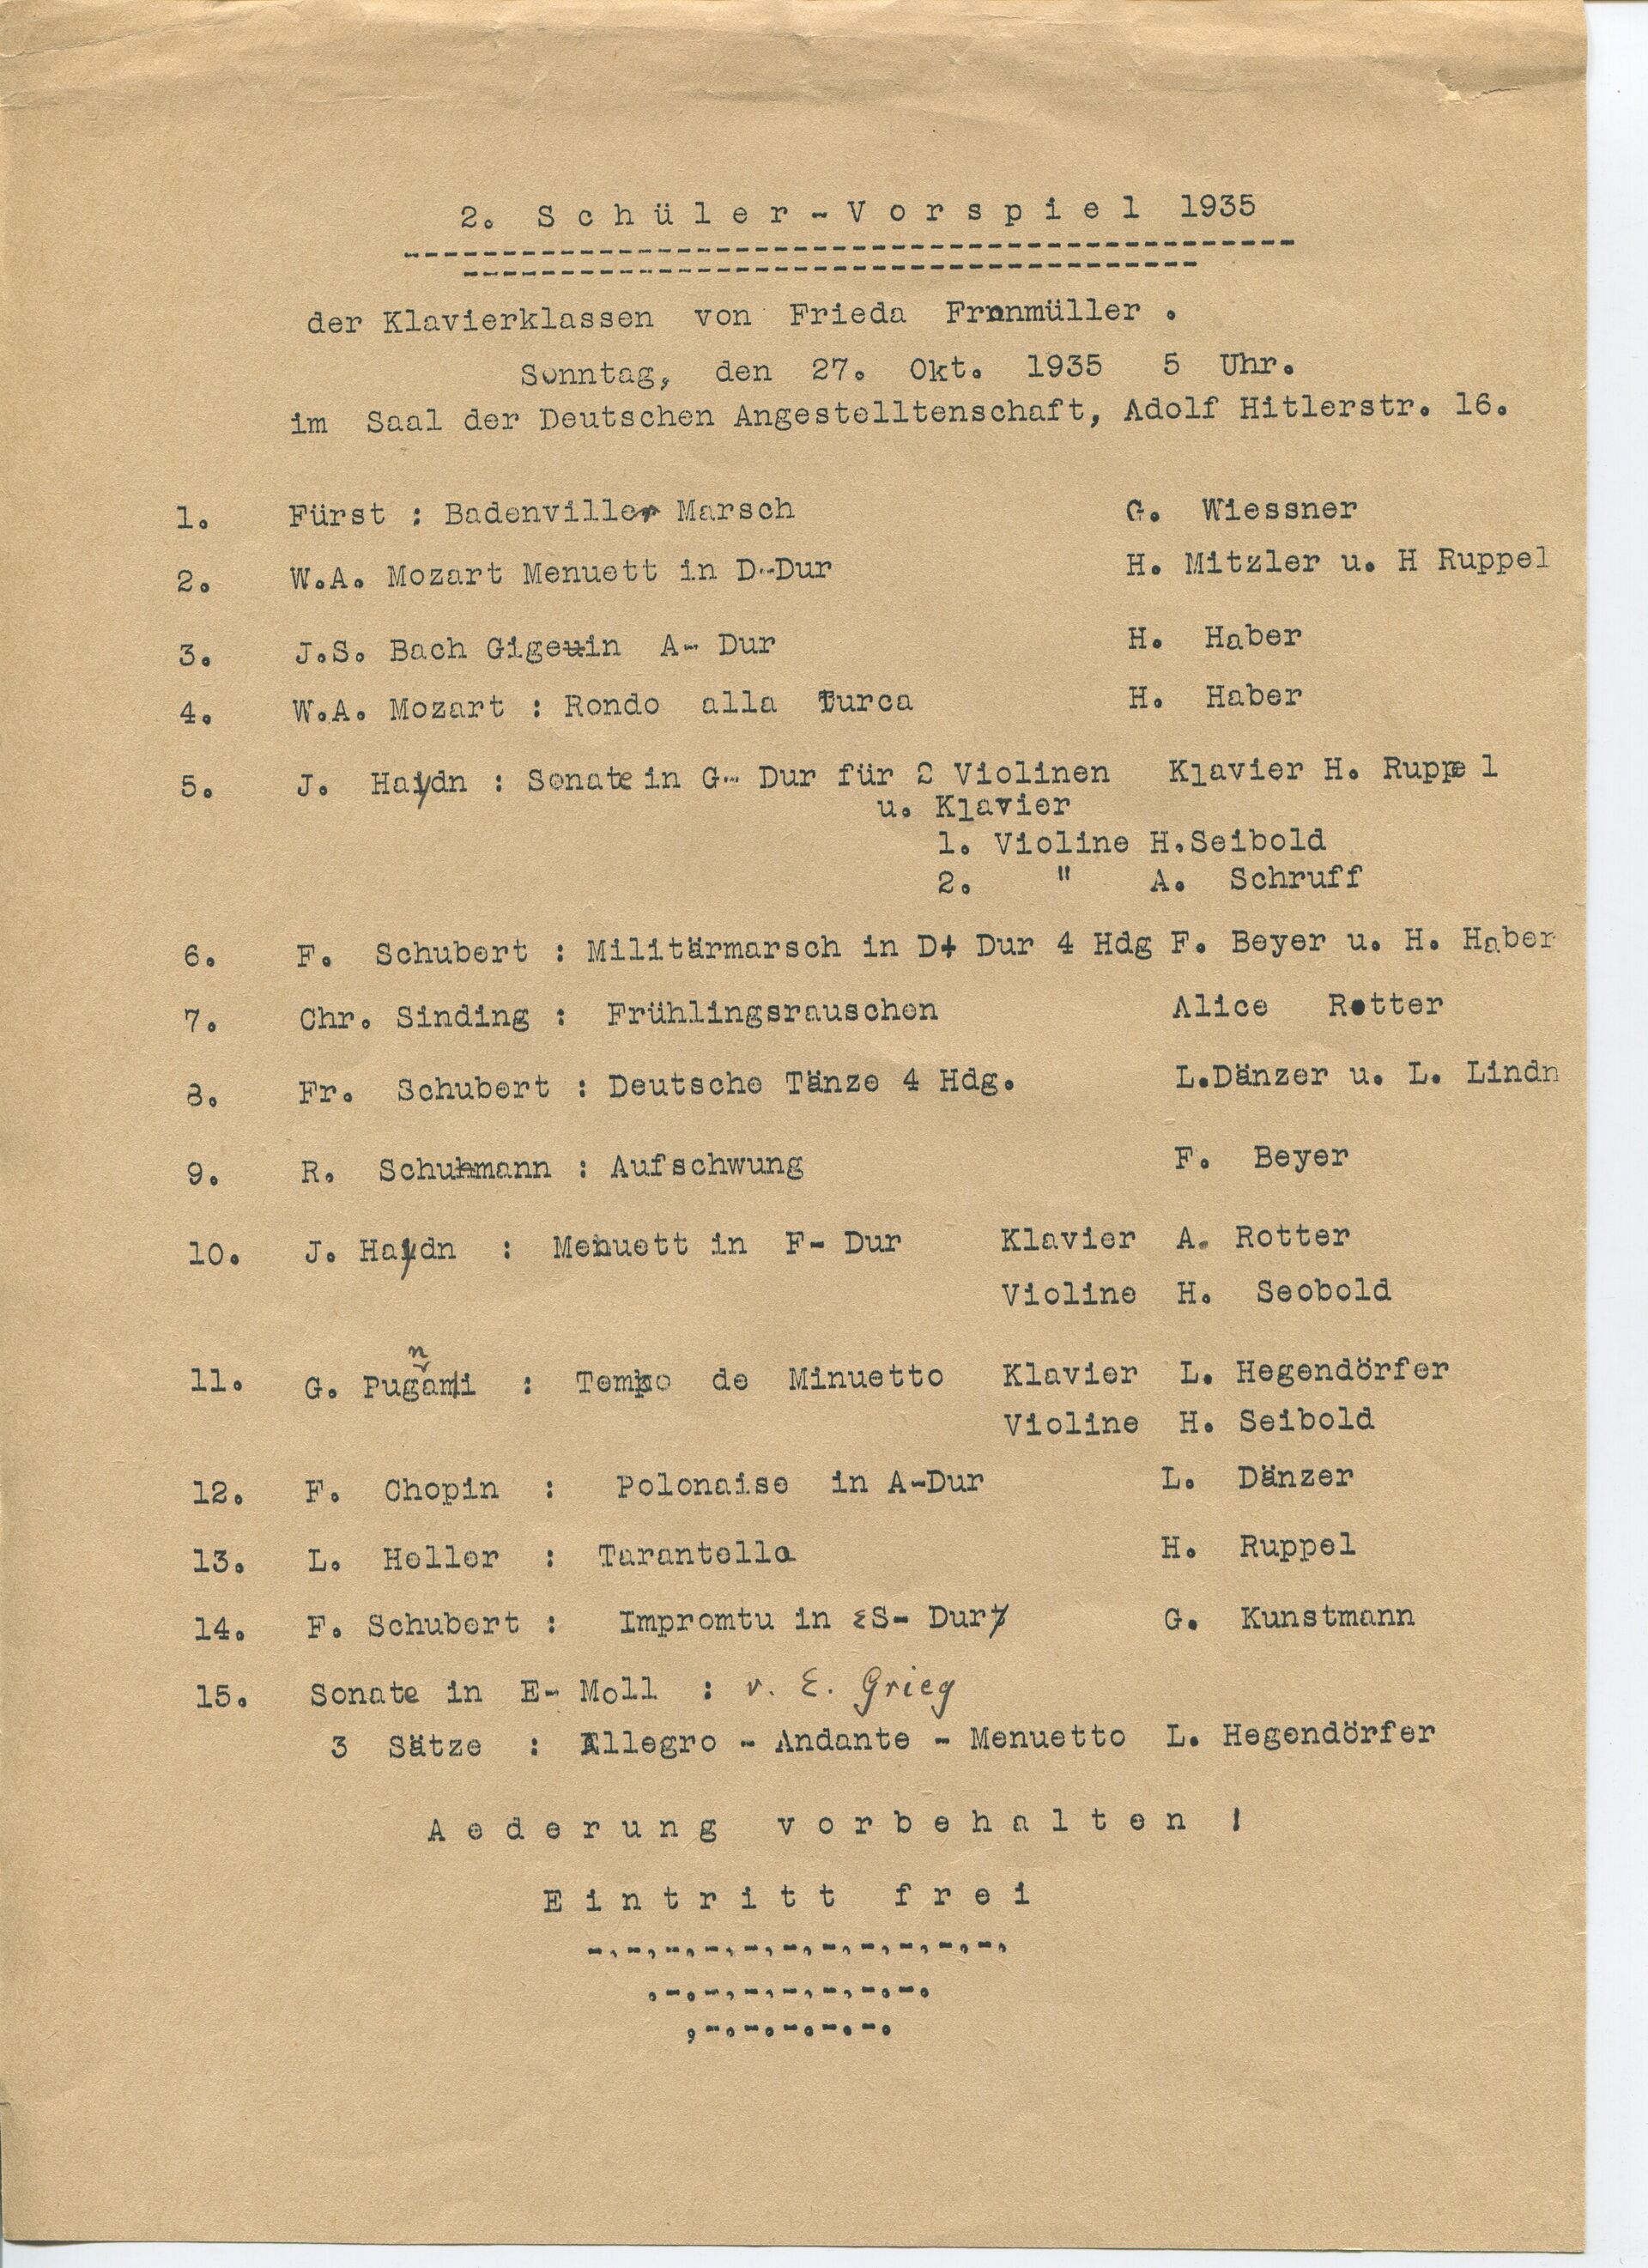 2. Schüler-Vorspiel 1935
der Klavierklassen von Frieda Fronmüller .
Sonntag, den 27. Okt. 1935 5 Uhr.
im Saal der Deutschen Angestelltenschaft, Adolf Hitlerstr. 16.
1. Fürst : Badenviller Marsch G. Wiessner
2. W.A. Mozart Menuett in D-Dur H. Mitzler u. H Ruppel
3. J.S. Bach Gige in A- Dur H. Haber
4. W.A. Mozart : Rondo alla Turca H. Haber
5. J. Haydn : Sonate in G- Dur für 2 Violinen Klavier H. Ruppel
u. Klavier
1. Violine H.Seibold
2. " A. Schruff
6. F. Schubert : Militärmarsch in D- Dur 4 Hdg F. Beyer u. H. Haber
7. Chr. Sinding : Frühlingsrauschen Alice Rotter
8. Fr. Schubert : Deutsche Tänze 4 Hdg. L.Dänzer u. L. Lindn
9. R. Schumann : Aufschwung F. Beyer
10. J. Haydn : Menuett in F- Dur Klavier A. Rotter
Violine H. Seobold
11. G. Pugnani : Tempo de Minuetto Klavier L. Hegendörfer
Violine H. Seibold
12. F. Chopin : Polonaise in A-Dur L. Dänzer
13. L. Heller : Tarantella H. Ruppel
14. F. Schubert : Impromtu in ES- Dur G. Kunstmann
15. Sonate in E- Moll : v. E. Grieg
3 Sätze : Allegro - Andante - Menuetto L. Hegendörfer
Aederung vorbehalten !
Eintritt frei